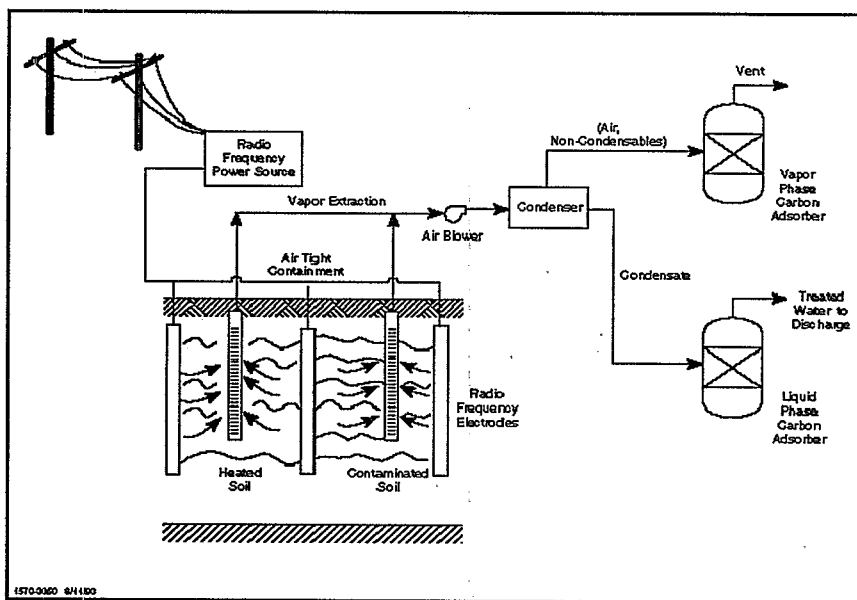 Radio
Frequency
Power Source
Vapor Extraction
Air Blower
Condenser
(Air,
Non-Condensables)
Vent
Vapor
Phase
Carbon
Adsorber
Air Tight
Containment
Condensate
Treated
Water to
Discharge
Radio
Frequency
Electrodes
Liquid
Phase
Carbon
Adsorber
Heated
Soil
Contaminated
Soil